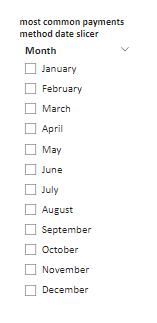 most common payments
method date slicer
Month
January
February
March
April
May
June
July
August
September
October
November
December